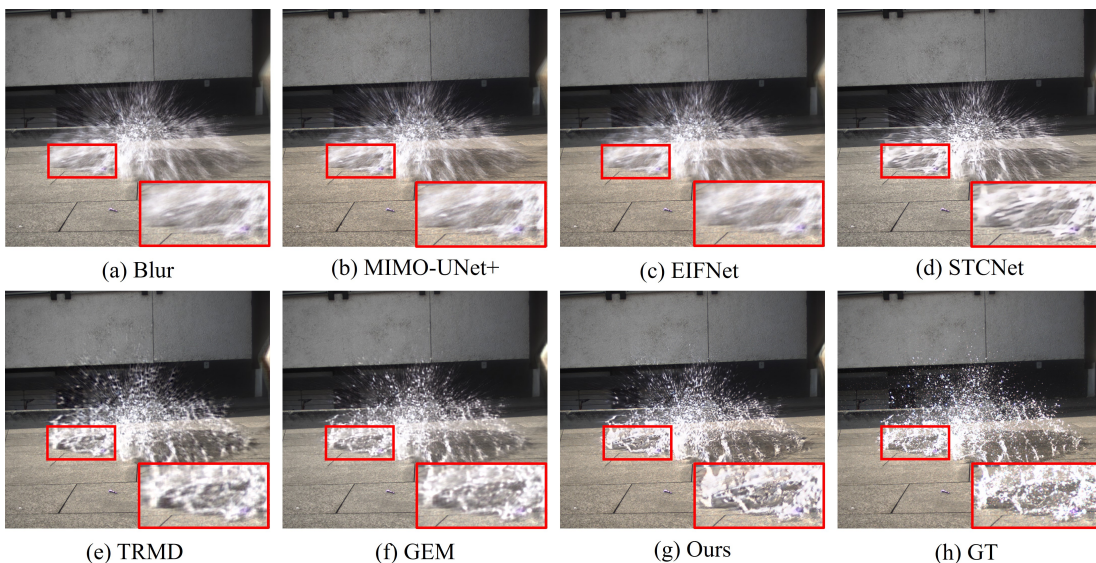 (a) Blur
(b) MIMO-UNet+
(c) EIFNet
(d) STCNet
(e) TRMD
(f) GEM
(g) Ours
(h) GT